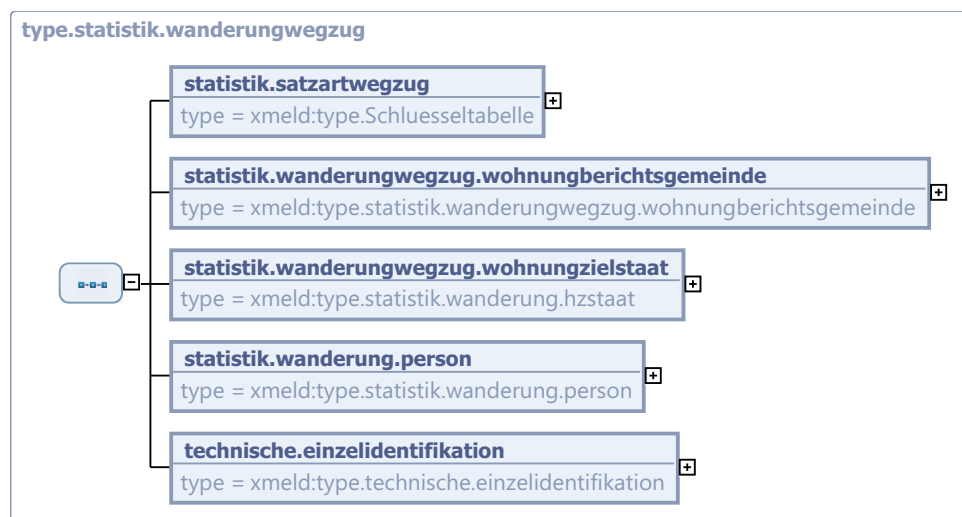 type.statistik.wanderungwegzug
statistik.satzartwegzug
type = xmeld:type.Schluesseltabelle
statistik.wanderungwegzug.wohnungberichtsgemeinde
type = xmeld:type.statistik.wanderungwegzug.wohnungberichtsgemeinde
statistik.wanderungwegzug.wohnungzielstaat
type = xmeld:type.statistik.wanderung.hzstaat
statistik.wanderung.person
type = xmeld:type.statistik.wanderung.person
technische.einzelidentifikation
type = xmeld:type.technische.einzelidentifikation